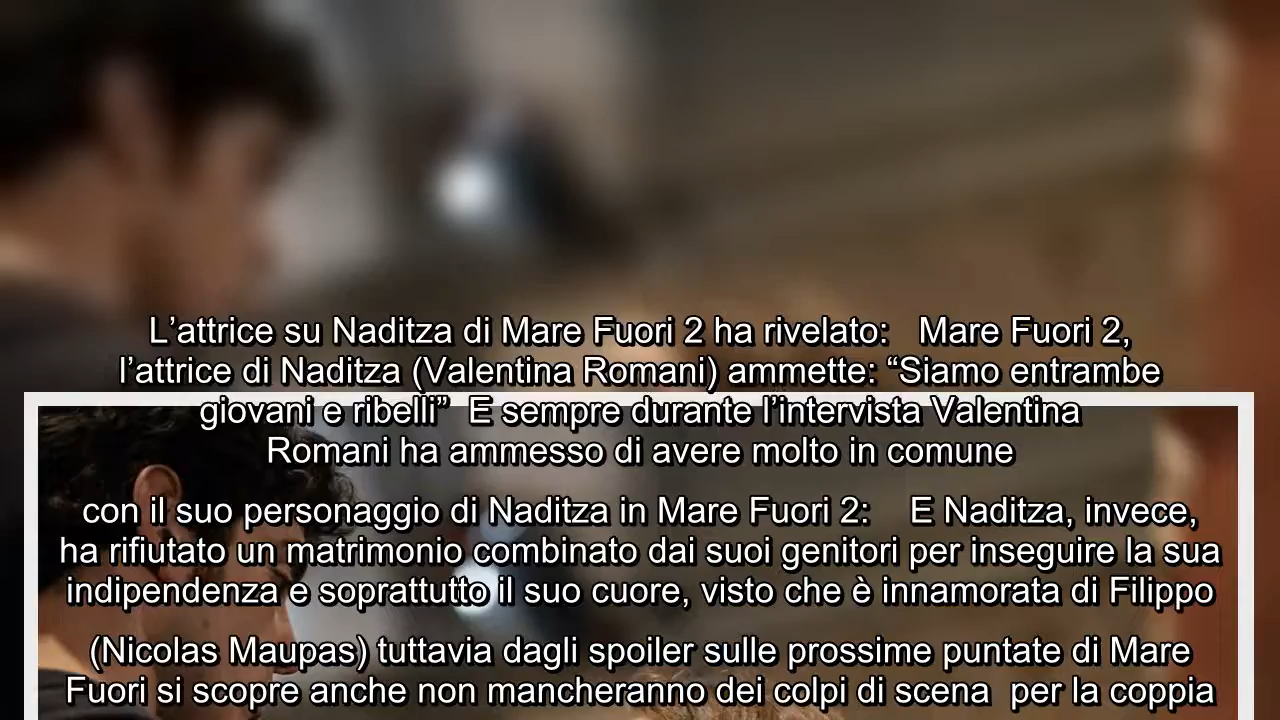 L’attrice su Naditza di Mare Fuori 2 ha rivelato:   Mare Fuori 2,
l’attrice di Naditza (Valentina Romani) ammette: “Siamo entrambe
giovani e ribelli”  E sempre durante l’intervista Valentina
Romani ha ammesso di avere molto in comune
con il suo personaggio di Naditza in Mare Fuori 2:    E Naditza, invece,
ha rifiutato un matrimonio combinato dai suoi genitori per inseguire la sua
indipendenza e soprattutto il suo cuore, visto che è innamorata di Filippo
(Nicolas Maupas) tuttavia dagli spoiler sulle prossime puntate di Mare
Fuori si scopre anche non mancheranno dei colpi di scena  per la coppia